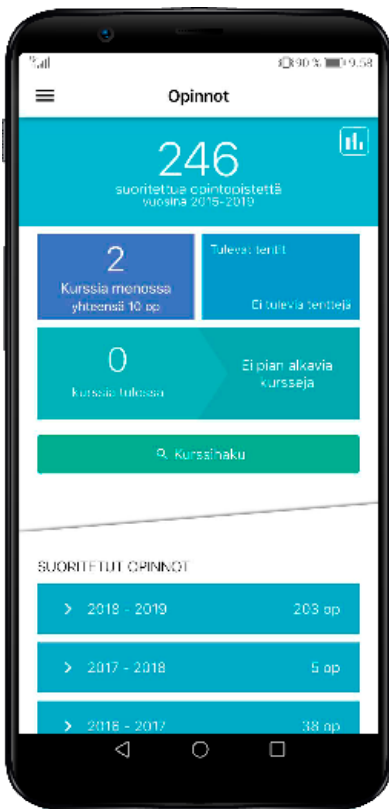 90 % 9.58
Opinnot
246
suoritettua opintopistettä
vuosina 2015-2019
2
Kurssia menossa
yhteensä 10 op
Tulevat tentit
Ei tulevia tenttejä
0
kurssia tulossa
Ei pian alkavia
kursseja
Kurssihaku
SUORITETUT OPINNOT
2018 - 2019 203 op
2017 - 2018 5 op
2016 - 2017 38 op